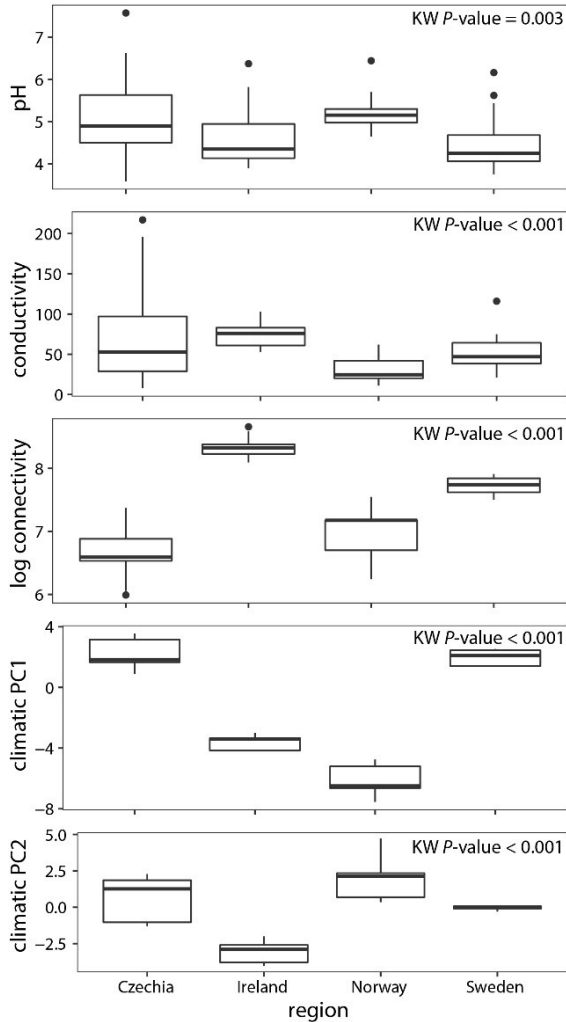 KW P-value = 0.003
pH
7
6
5
4
KW P-value < 0.001
conductivity
200
150
100
50
0
KW P-value < 0.001
log connectivity
8
7
6
KW P-value < 0.001
climatic PC1
4
0
−4
−8
KW P-value < 0.001
climatic PC2
5.0
2.5
0.0
−2.5
Czechia Ireland Norway Sweden
region